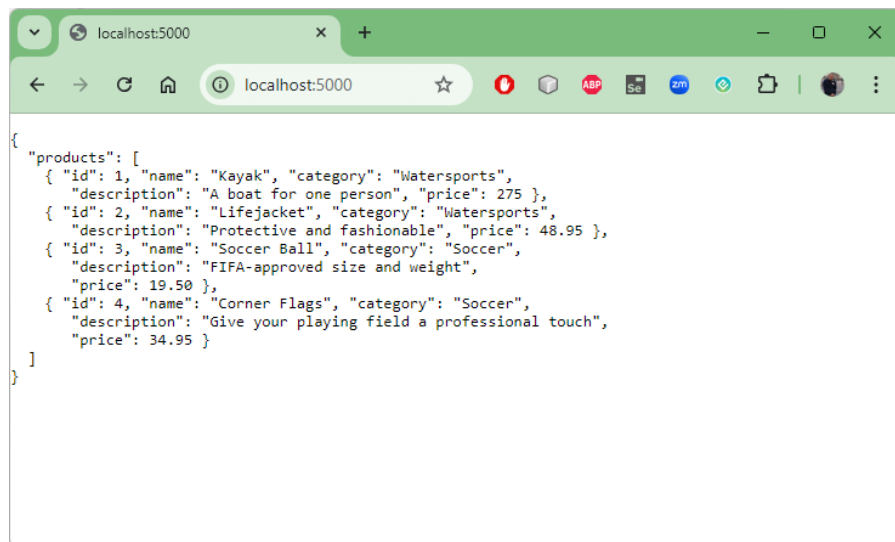 localhost:5000
localhost:5000
ABP
Se
zm
{
  "products": [
    { "id": 1, "name": "Kayak", "category": "Watersports",
       "description": "A boat for one person", "price": 275 },
    { "id": 2, "name": "Lifejacket", "category": "Watersports",
       "description": "Protective and fashionable", "price": 48.95 },
    { "id": 3, "name": "Soccer Ball", "category": "Soccer",
       "description": "FIFA-approved size and weight",
       "price": 19.50 },
    { "id": 4, "name": "Corner Flags", "category": "Soccer",
       "description": "Give your playing field a professional touch",
       "price": 34.95 }
  ]
}